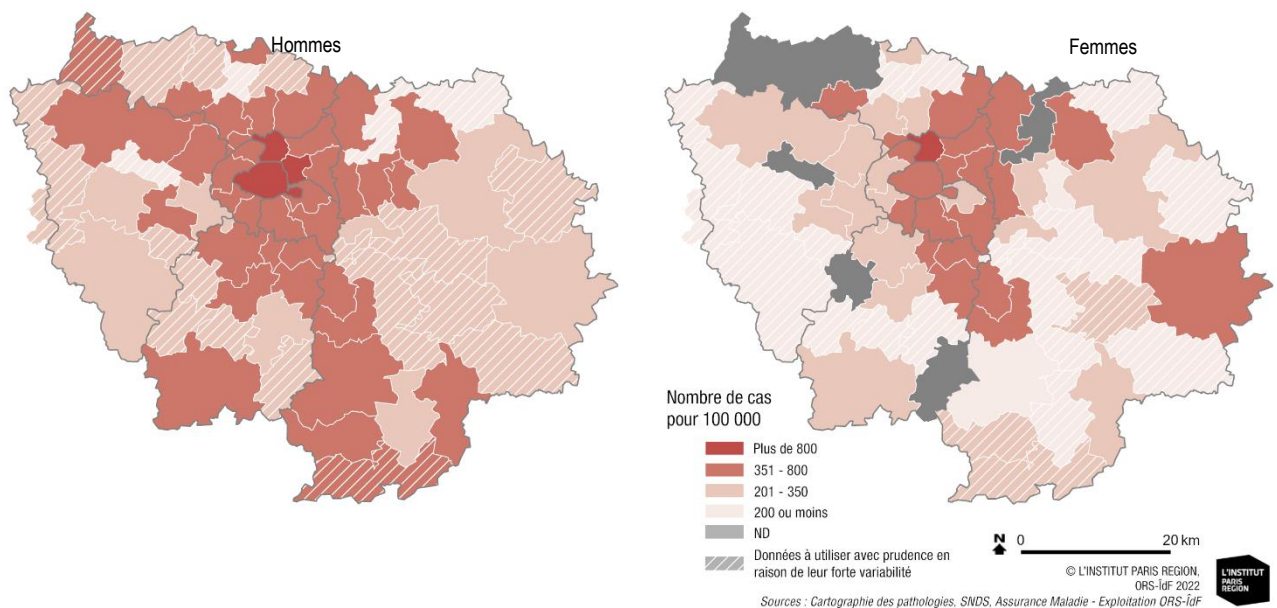 Hommes
Femmes
Nombre de cas
pour 100 000
Plus de 800
351 - 800
201 - 350
200 ou moins
ND
Données à utiliser avec prudence en
raison de leur forte variabilité
N 0 20 km
© L'INSTITUT PARIS REGION,
ORS-ÎdF 2022
Sources : Cartographie des pathologies, SNDS, Assurance Maladie - Exploitation ORS-ÎdF
L'INSTITUT
PARIS
REGION